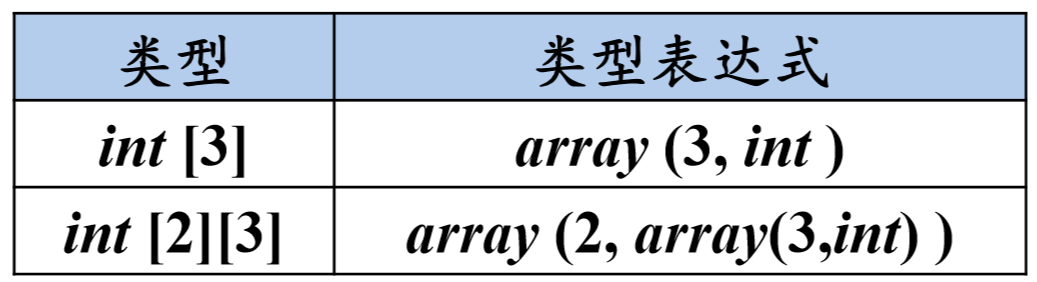 类型 类型表达式
int [3] array (3, int )
int [2][3] array (2, array(3,int) )